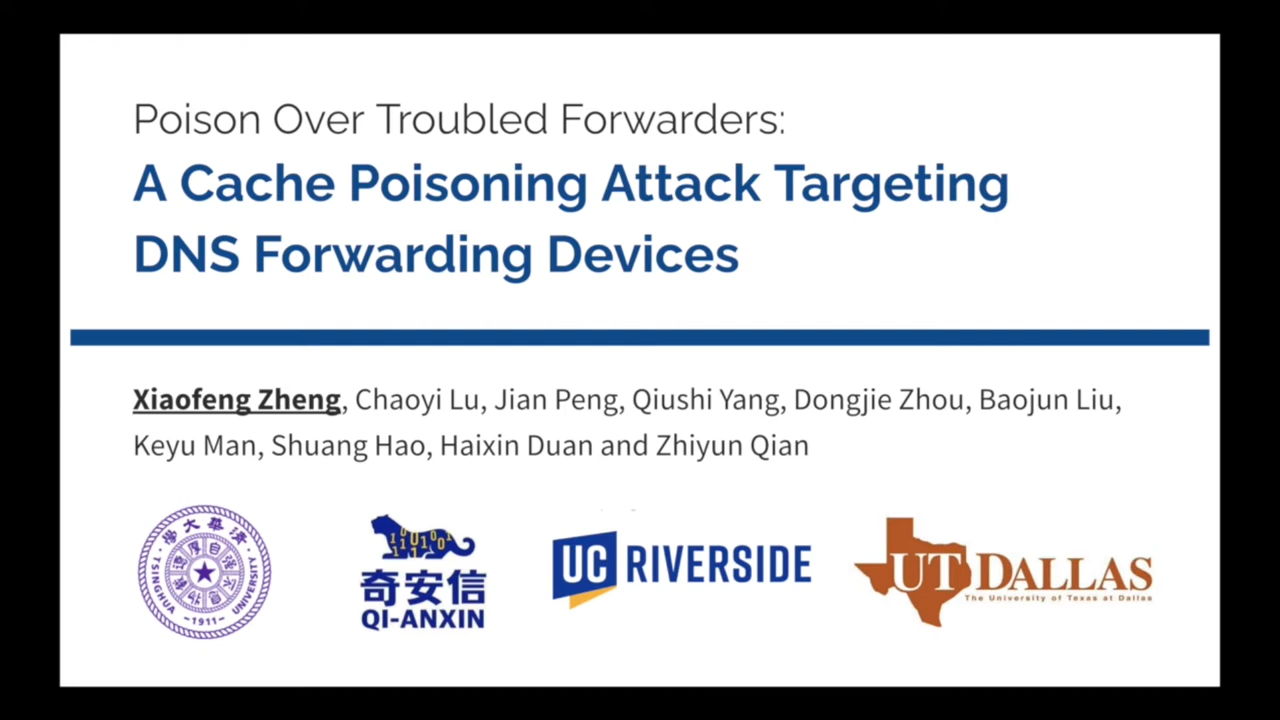 Poison Over Troubled Forwarders:
A Cache Poisoning Attack Targeting
DNS Forwarding Devices
Xiaofeng Zheng, Chaoyi Lu, Jian Peng, Qiushi Yang, Dongjie Zhou, Baojun Liu,
Keyu Man, Shuang Hao, Haixin Duan and Zhiyun Qian
TSINGHUA UNIVERSITY
~1911~
奇安信
QI-ANXIN
UC RIVERSIDE
UT DALLAS
The University of Texas at Dallas